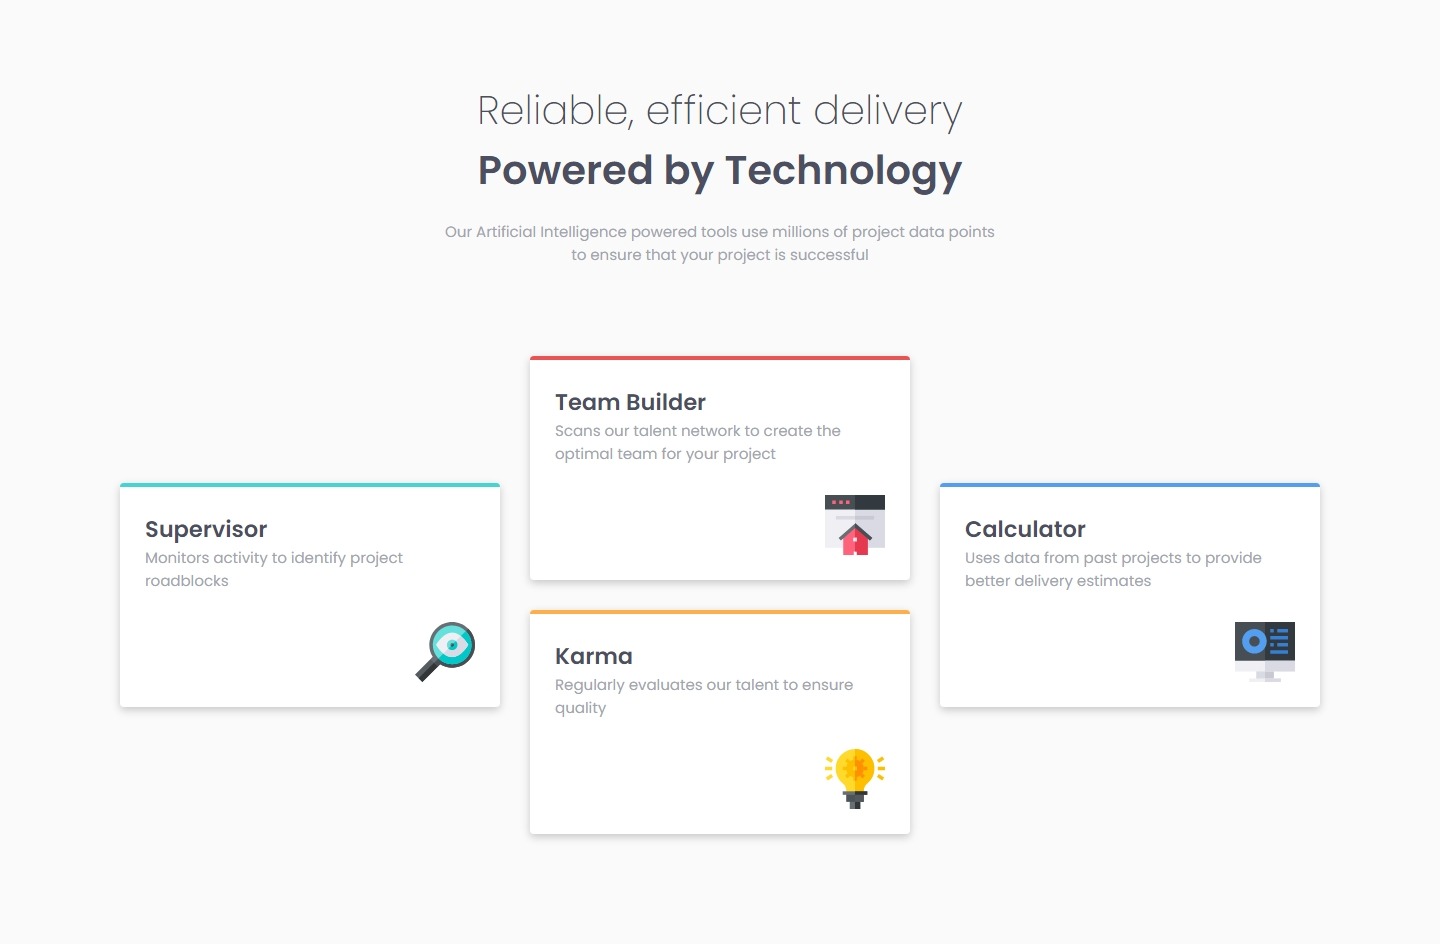 Reliable, efficient delivery
Powered by Technology
Our Artificial Intelligence powered tools use millions of project data points
to ensure that your project is successful
Supervisor
Monitors activity to identify project
roadblocks
Team Builder
Scans our talent network to create the
optimal team for your project
Karma
Regularly evaluates our talent to ensure
quality
Calculator
Uses data from past projects to provide
better delivery estimates